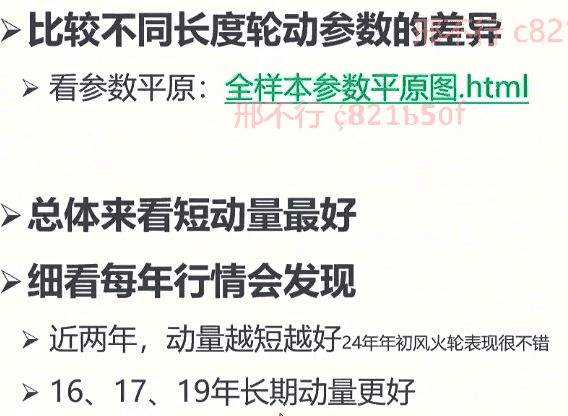 比较不同长度轮动参数的差异
看参数平原：全样本参数平原图.html
邢不行 c821b5of
总体来看短动量最好
细看每年行情会发现
近两年，动量越短越好24年年初风火轮表现很不错
16、17、19年长期动量更好